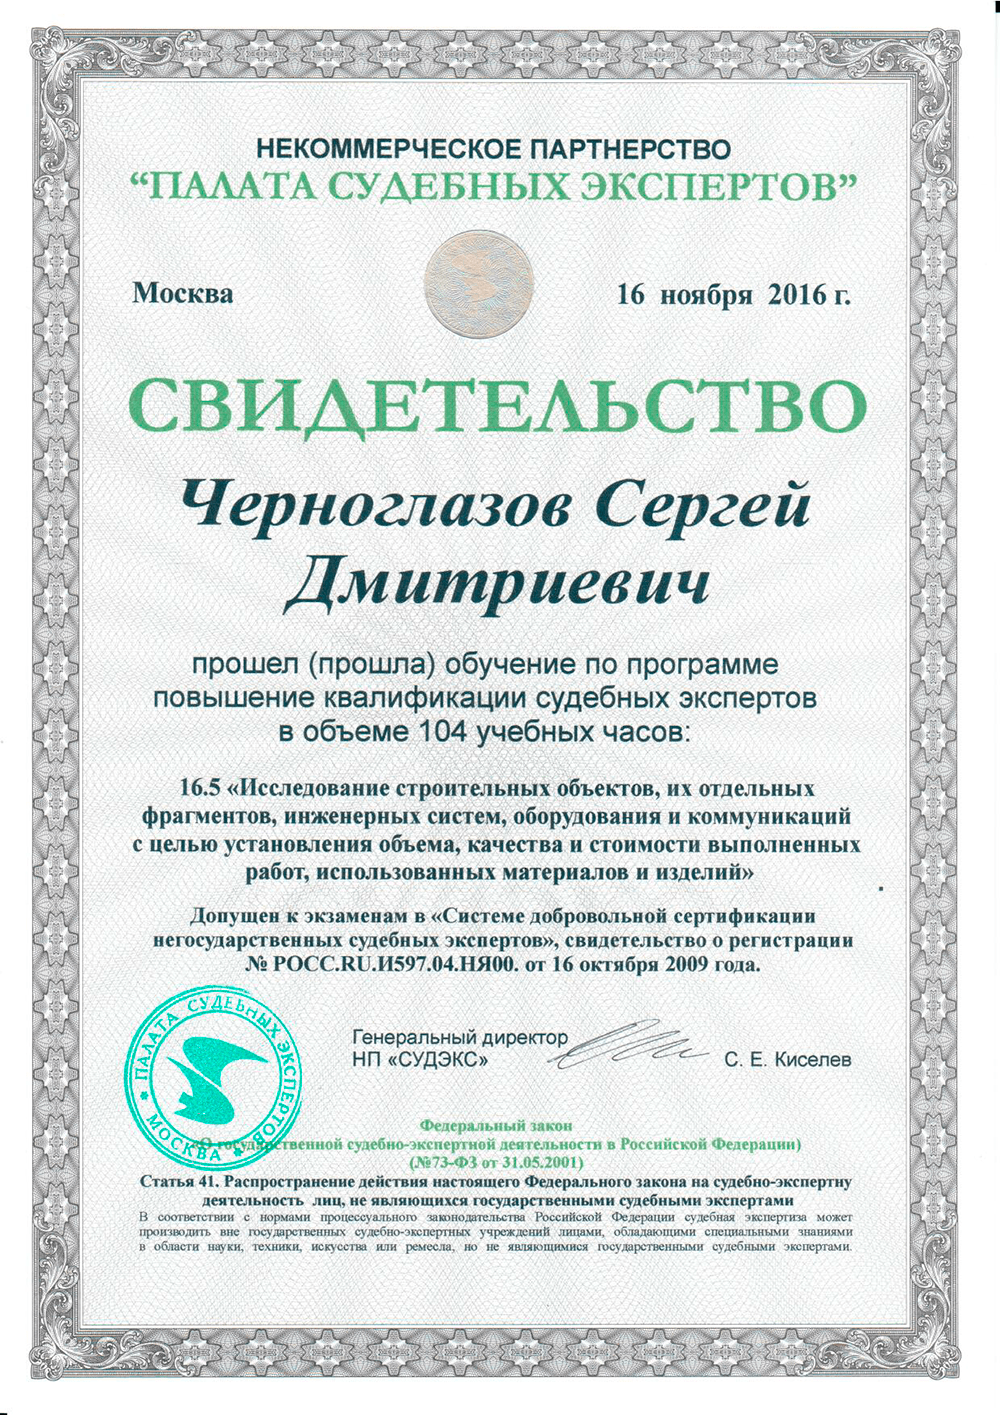 НЕКОММЕРЧЕСКОЕ ПАРТНЕРСТВО
“ПАЛАТА СУДЕБНЫХ ЭКСПЕРТОВ”
Москва
16 ноября 2016 г.
СВИДЕТЕЛЬСТВО
Черноглазов Сергей
Дмитриевич
прошел (прошла) обучение по программе
повышение квалификации судебных экспертов
в объеме 104 учебных часов:
16.5 «Исследование строительных объектов, их отдельных
фрагментов, инженерных систем, оборудования и коммуникаций
с целью установления объема, качества и стоимости выполненных
работ, использованных материалов и изделий»
Допущен к экзаменам в «Системе добровольной сертификации
негосударственных судебных экспертов», свидетельство о регистрации
№ РОСС.RU.И597.04.НЯ00. от 16 октября 2009 года.
ПАЛАТА СУДЕБНЫХ ЭКСПЕРТОВ
* МОСКВА *
Генеральный директор
НП «СУДЭКС»
С. Е. Киселев
Федеральный закон
«О государственной судебно-экспертной деятельности в Российской Федерации)
(№73-ФЗ от 31.05.2001)
Статья 41. Распространение действия настоящего Федерального закона на судебно-экспертну
деятельность лиц, не являющихся государственными судебными экспертами
В соответствии с нормами процессуального законодательства Российской Федерации судебная экспертиза может
производить вне государственных судебно-экспертных учреждений лицами, обладающими специальными знаниями
в области науки, техники, искусства или ремесла, но не являющимися государственными судебными экспертами.